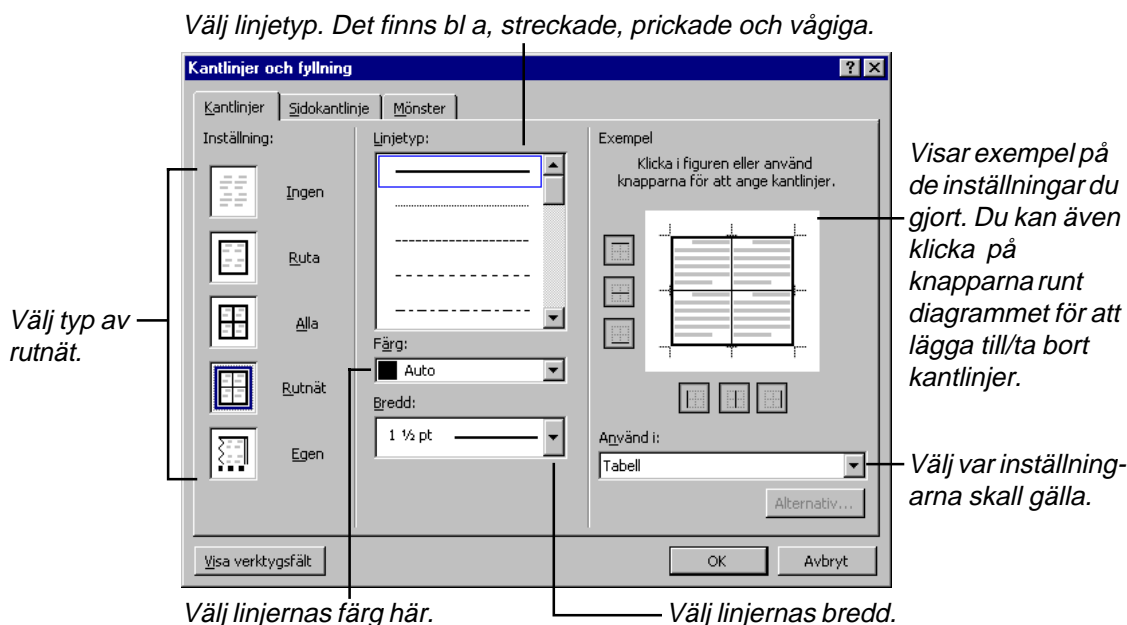 Välj linjetyp. Det finns bl a, streckade, prickade och vågiga.
Kantlinjer och fyllning
Kantlinjer Sidokantlinje Mönster
Inställning:
Ingen
Ruta
Alla
Rutnät
Egen
Välj typ av
rutnät.
Linjetyp:
Färg:
Auto
Bredd:
1 ½ pt
Exempel
Klicka i figuren eller använd
knapparna för att ange kantlinjer.
Använd i:
Tabell
Alternativ...
Visar exempel på
de inställningar du
gjort. Du kan även
klicka på
knapparna runt
diagrammet för att
lägga till/ta bort
kantlinjer.
Välj var inställning-
arna skall gälla.
Visa verktygsfält
OK
Avbryt
Välj linjernas färg här.
Välj linjernas bredd.